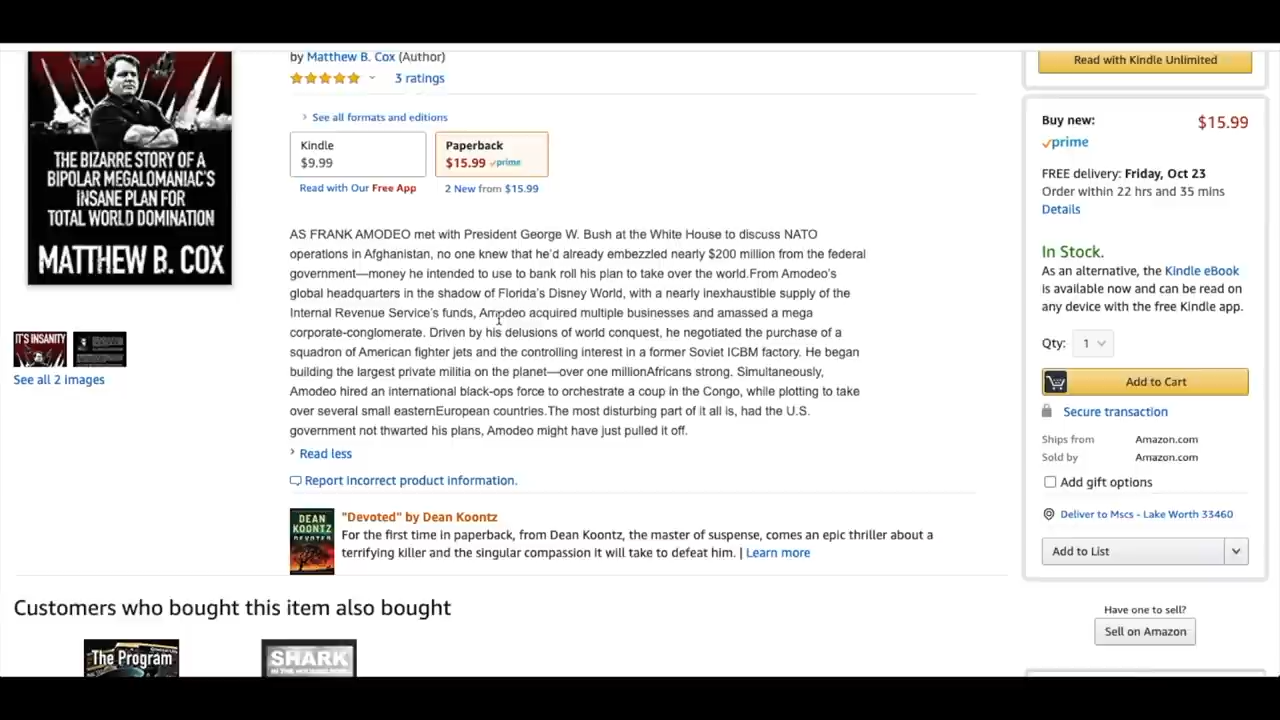 by Matthew B. Cox (Author)
3 ratings
See all formats and editions
Kindle
$9.99
Paperback
$15.99 prime
Read with Our Free App
2 New from $15.99
THE BIZARRE STORY OF A
BIPOLAR MEGALOMANIAC'S
INSANE PLAN FOR
TOTAL WORLD DOMINATION
MATTHEW B. COX
IT'S INSANITY
See all 2 images
AS FRANK AMODEO met with President George W. Bush at the White House to discuss NATO
operations in Afghanistan, no one knew that he'd already embezzled nearly $200 million from the federal
government—money he intended to use to bank roll his plan to take over the world.From Amodeo's
global headquarters in the shadow of Florida's Disney World, with a nearly inexhaustible supply of the
Internal Revenue Service's funds, Amodeo acquired multiple businesses and amassed a mega
corporate-conglomerate. Driven by his delusions of world conquest, he negotiated the purchase of a
squadron of American fighter jets and the controlling interest in a former Soviet ICBM factory. He began
building the largest private militia on the planet—over one millionAfricans strong. Simultaneously,
Amodeo hired an international black-ops force to orchestrate a coup in the Congo, while plotting to take
over several small easternEuropean countries.The most disturbing part of it all is, had the U.S.
government not thwarted his plans, Amodeo might have just pulled it off.
Read less
Report incorrect product information.
DEAN
KOONTZ
DEVOTED
"Devoted" by Dean Koontz
For the first time in paperback, from Dean Koontz, the master of suspense, comes an epic thriller about a
terrifying killer and the singular compassion it will take to defeat him. | Learn more
Customers who bought this item also bought
The Program
SHARK
Read with Kindle Unlimited
Buy new:
$15.99
prime
FREE delivery: Friday, Oct 23
Order within 22 hrs and 35 mins
Details
In Stock.
As an alternative, the Kindle eBook
is available now and can be read on
any device with the free Kindle app.
Qty: 1
Add to Cart
Secure transaction
Ships from Amazon.com
Sold by Amazon.com
Add gift options
Deliver to Mscs - Lake Worth 33460
Add to List
Have one to sell?
Sell on Amazon